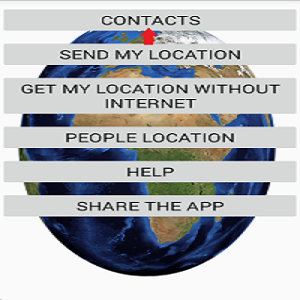 CONTACTS
SEND MY LOCATION
GET MY LOCATION WITHOUT
INTERNET
PEOPLE LOCATION
HELP
SHARE THE APP